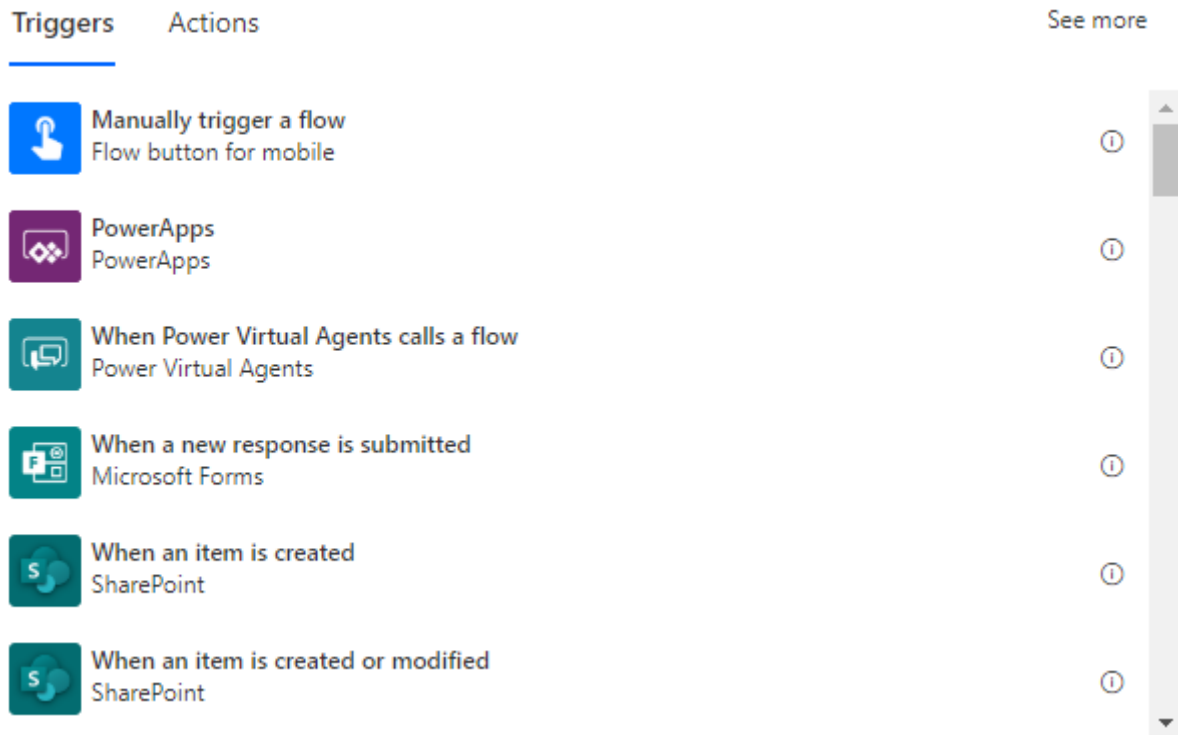 Triggers Actions See more
Manually trigger a flow
Flow button for mobile
PowerApps
PowerApps
When Power Virtual Agents calls a flow
Power Virtual Agents
When a new response is submitted
Microsoft Forms
When an item is created
SharePoint
When an item is created or modified
SharePoint